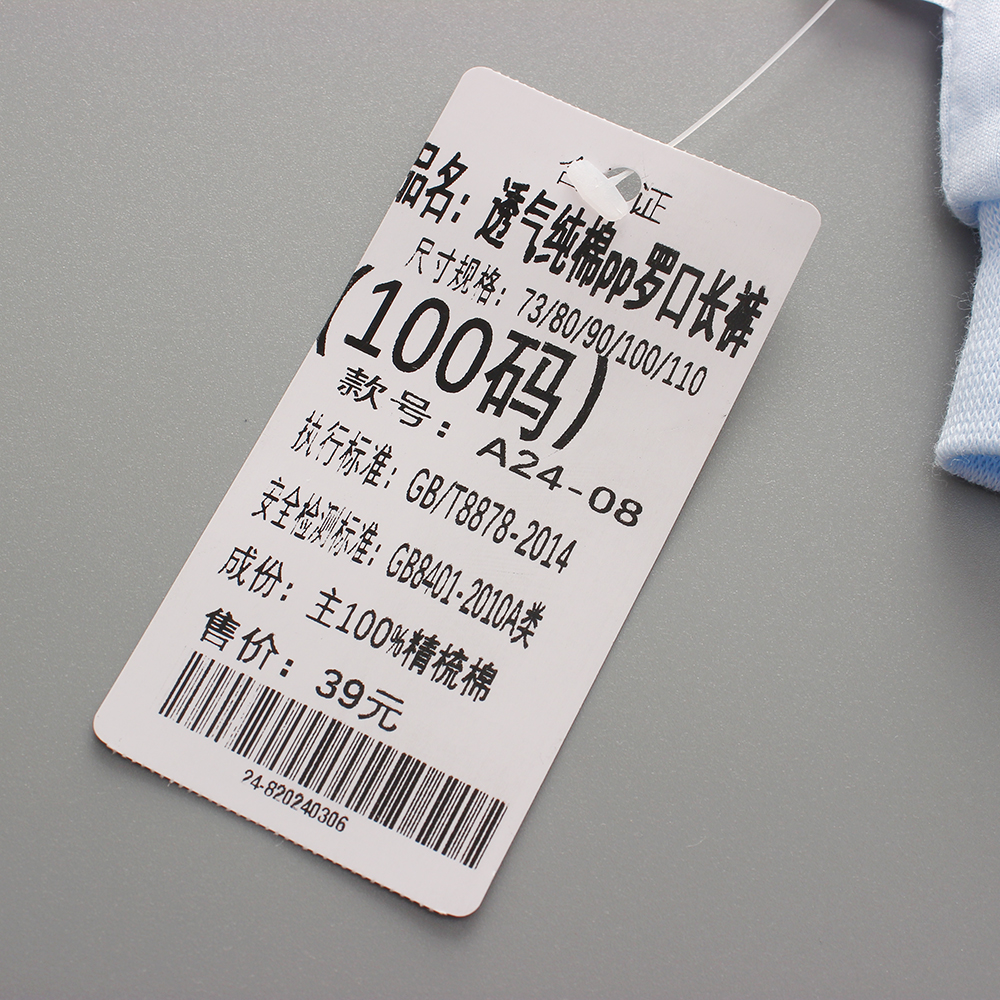 证
品名：透气纯棉pp罗口长裤
尺寸规格：73/80/90/100/110
(100码)
款号：A24-08
执行标准：GB/T8878-2014
安全检测标准：GB8401-2010A类
成份：主100%精梳棉
售价：39元
24-820240306